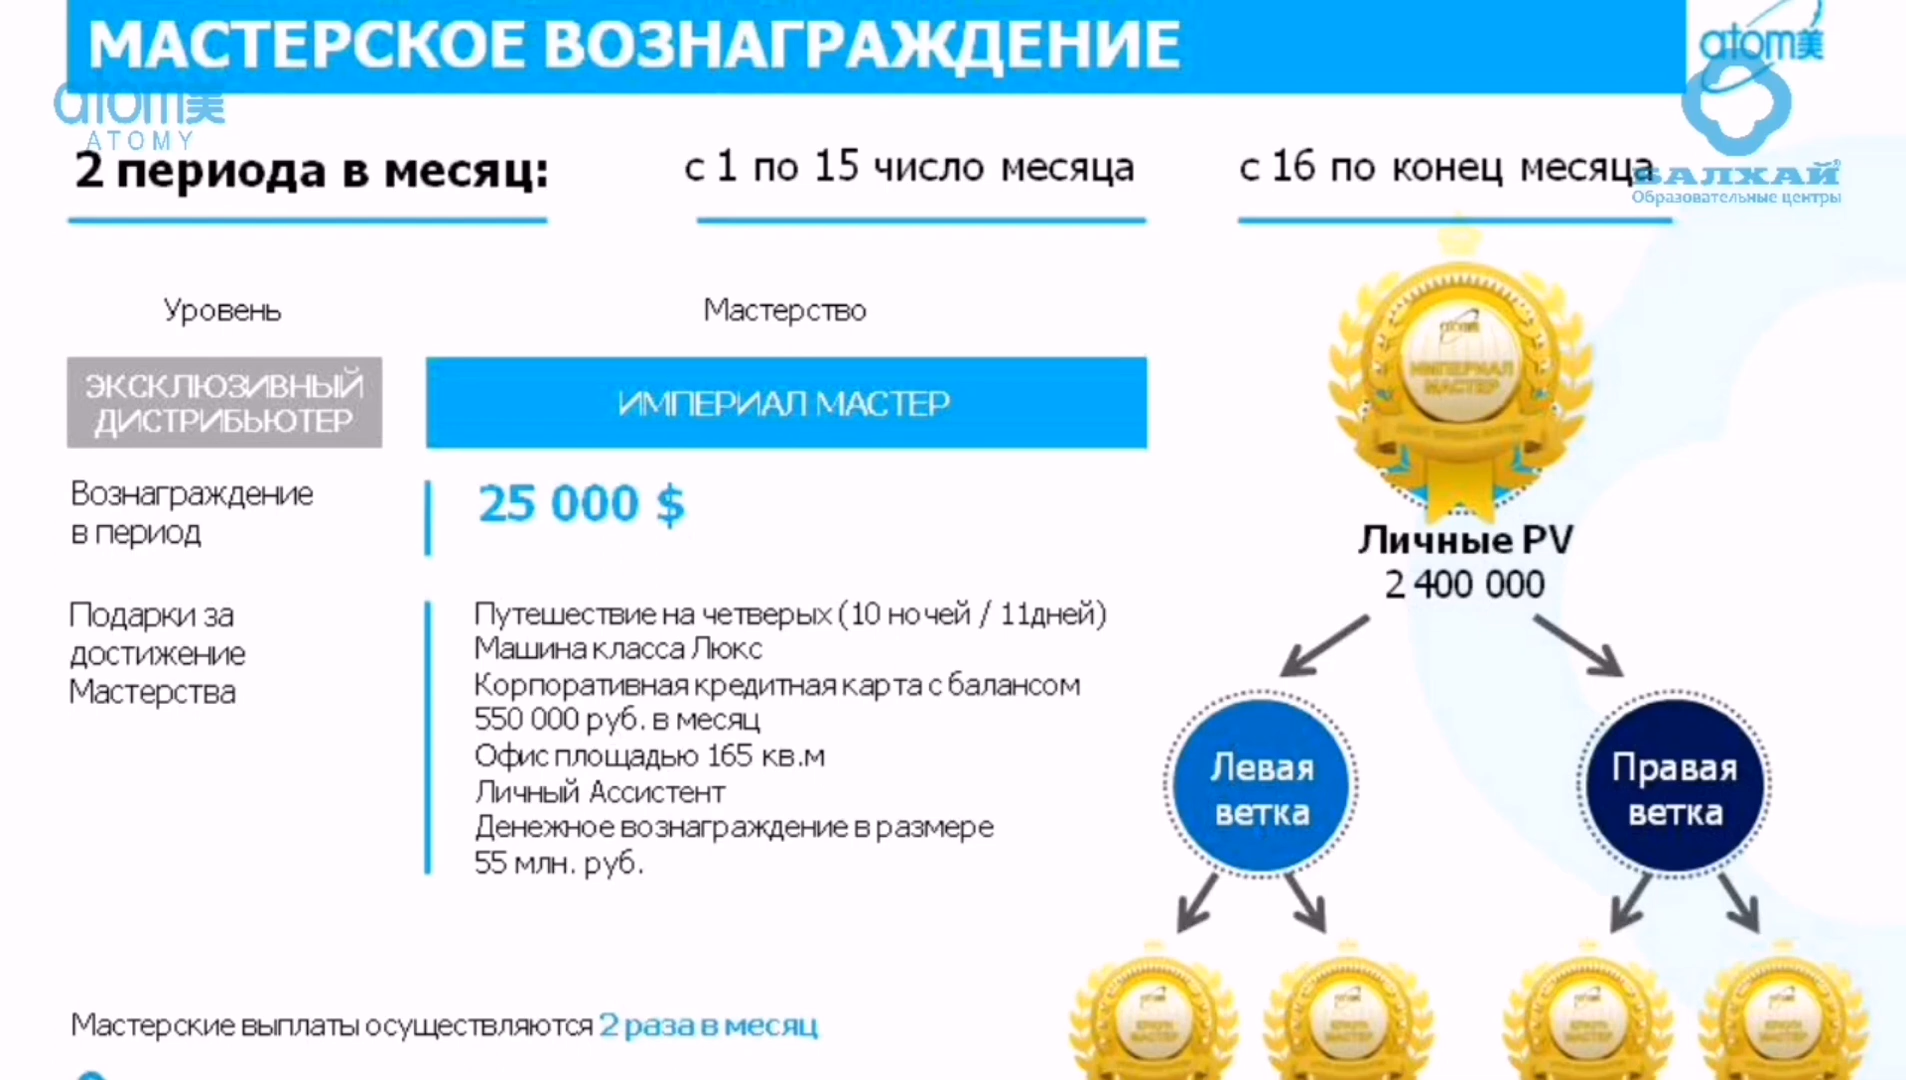 МАСТЕРСКОЕ ВОЗНАГРАЖДЕНИЕ
atom美
atom美
ATOMY
БАЛХАЙ
Образовательные центры
2 периода в месяц:
с 1 по 15 число месяца
с 16 по конец месяца
Уровень
Мастерство
ЭКСКЛЮЗИВНЫЙ
ДИСТРИБЬЮТЕР
ИМПЕРИАЛ МАСТЕР
ИМПЕРИАЛ
МАСТЕР
Вознаграждение
в период
25 000 $
Личные PV
2 400 000
Подарки за
достижение
Мастерства
Путешествие на четверых (10 ночей / 11дней)
Машина класса Люкс
Корпоративная кредитная карта с балансом
550 000 руб. в месяц
Офис площадью 165 кв.м
Личный Ассистент
Денежное вознаграждение в размере
55 млн. руб.
Левая
ветка
Правая
ветка
Мастерские выплаты осуществляются 2 раза в месяц